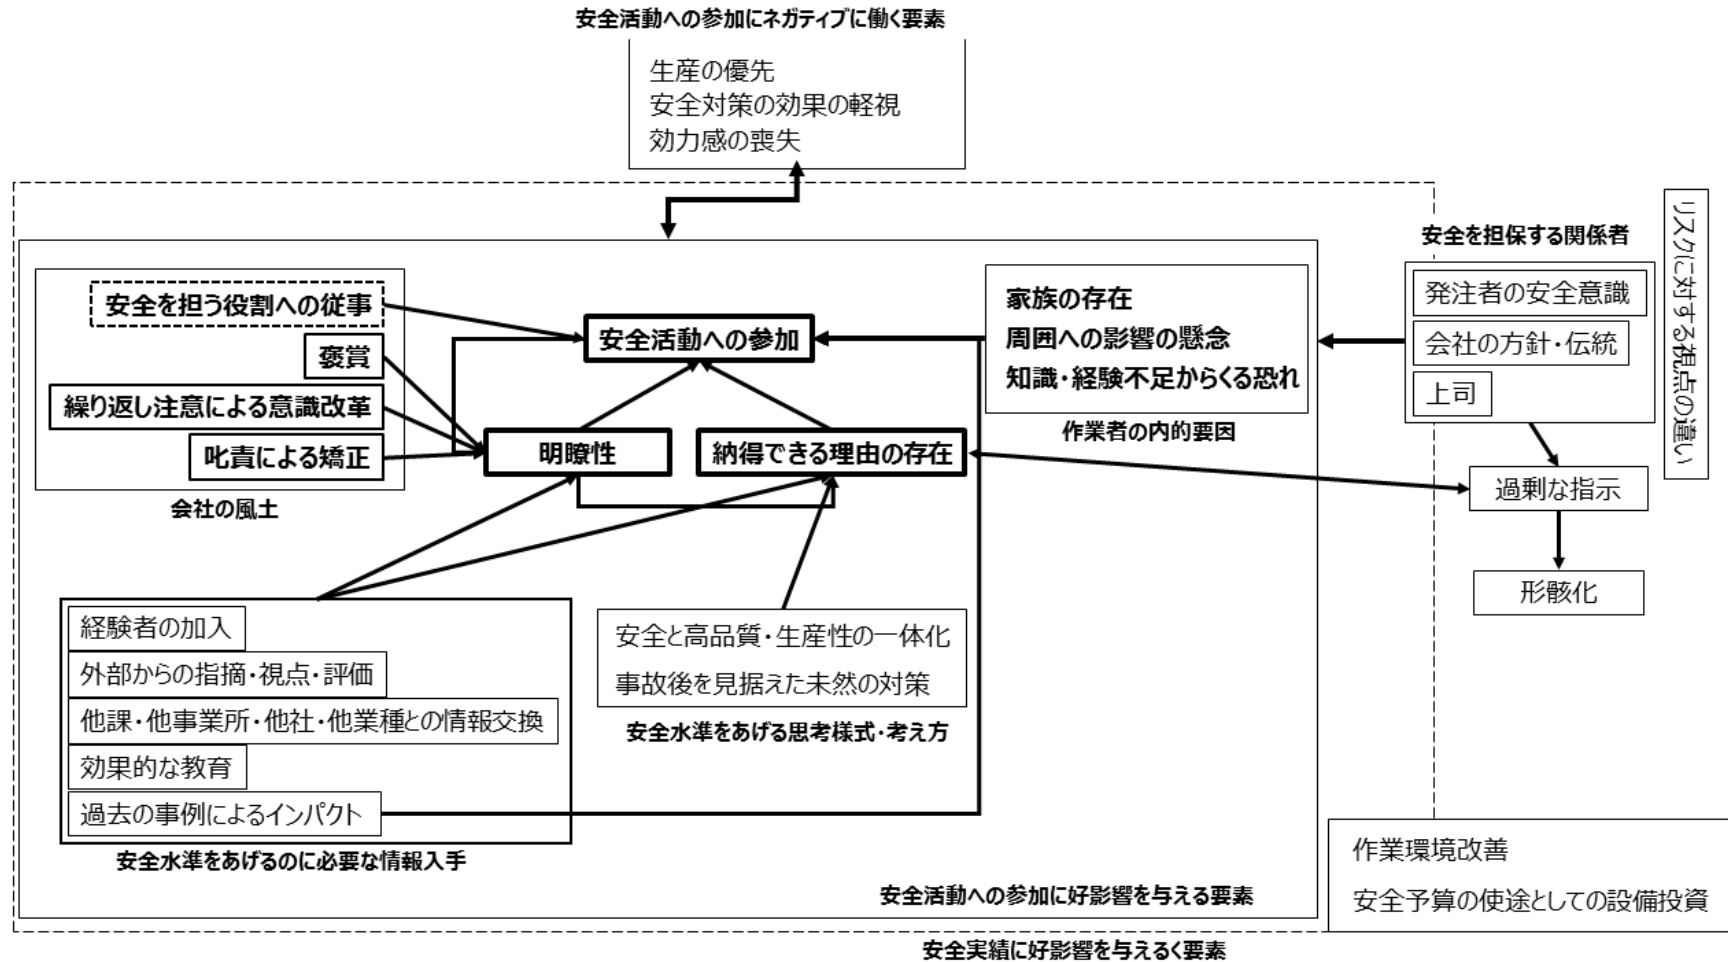 安全活動への参加にネガティブに働く要素
生産の優先
安全対策の効果の軽視
効力感の喪失
安全を担う役割への従事
褒賞
繰り返し注意による意識改革
叱責による矯正
会社の風土
安全活動への参加
明瞭性
納得できる理由の存在
家族の存在
周囲への影響の懸念
知識・経験不足からくる恐れ
作業者の内的要因
安全を担保する関係者
発注者の安全意識
会社の方針・伝統
上司
リスクに対する視点の違い
過剰な指示
形骸化
経験者の加入
外部からの指摘・視点・評価
他課・他事業所・他社・他業種との情報交換
効果的な教育
過去の事例によるインパクト
安全水準をあげるのに必要な情報入手
安全と高品質・生産性の一体化
事故後を見据えた未然の対策
安全水準をあげる思考様式・考え方
安全活動への参加に好影響を与える要素
作業環境改善
安全予算の使途としての設備投資
安全実績に好影響を与えるく要素